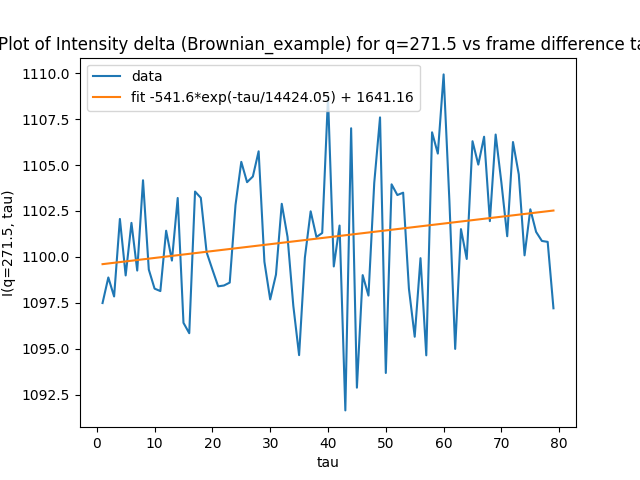 Plot of Intensity delta (Brownian_example) for q=271.5 vs frame difference ta
data
fit -541.6*exp(-tau/14424.05) + 1641.16
I(q=271.5, tau)
1110.0
1107.5
1105.0
1102.5
1100.0
1097.5
1095.0
1092.5
0 10 20 30 40 50 60 70 80
tau